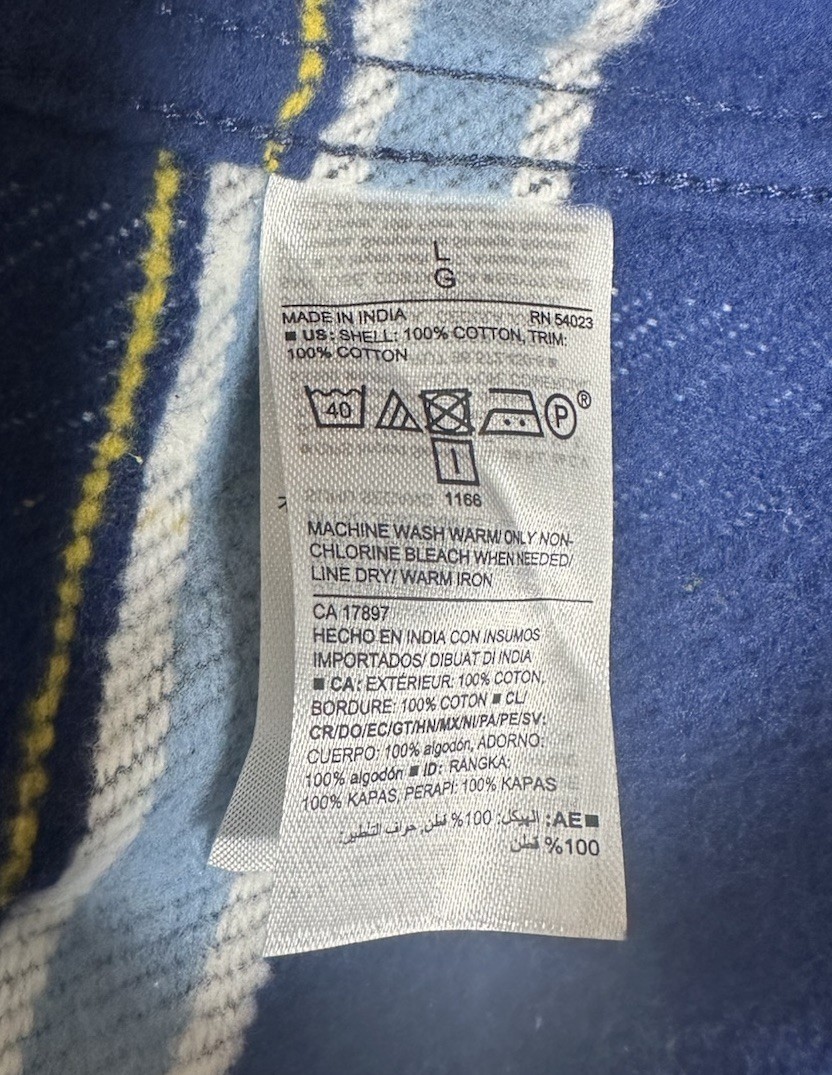 L
G
MADE IN INDIA RN 54023
■ US: SHELL: 100% COTTON, TRIM:
100% COTTON
40 P ®
1166
MACHINE WASH WARM/ ONLY NON-
CHLORINE BLEACH WHEN NEEDED/
LINE DRY/ WARM IRON
CA 17897
HECHO EN INDIA CON INSUMOS
IMPORTADOS/ DIBUAT DI INDIA
■ CA: EXTÉRIEUR: 100% COTON,
BORDURE: 100% COTON ■ CL/
CR/DO/EC/GT/HN/MX/NI/PA/PE/SV:
CUERPO: 100% algodón, ADORNO:
100% algodón ■ ID: RANGKA:
100% KAPAS, PERAPI: 100% KAPAS
■AE: الهيكل: 100% قطن, حواف التطير:
100% قطن